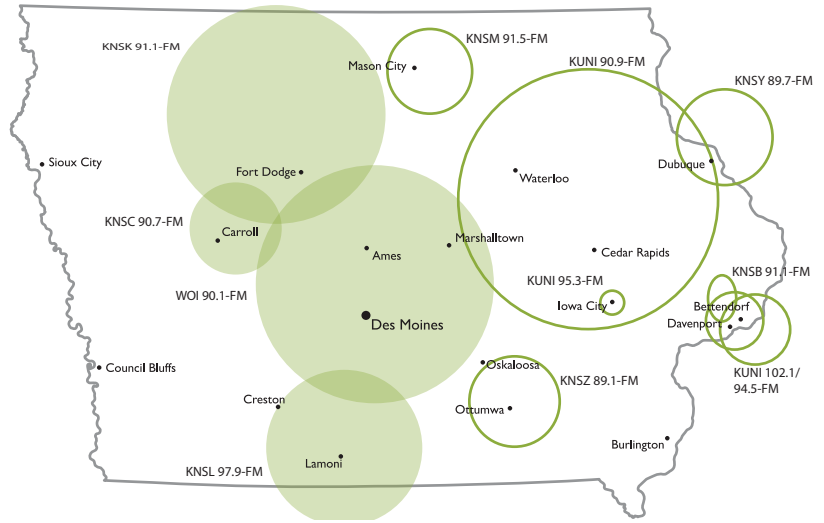 KNSK 91.1-FM
KNSM 91.5-FM
KUNI 90.9-FM
Mason City
KNSY 89.7-FM
Sioux City
Fort Dodge
Waterloo
Dubuque
KNSC 90.7-FM
Carroll
Marshalltown
Ames
Cedar Rapids
KUNI 95.3-FM
KNSB 91.1-FM
WOI 90.1-FM
Iowa City
Bettendorf
Des Moines
Davenport
Council Bluffs
Oskaloosa
KNSZ 89.1-FM
KUNI 102.1/
94.5-FM
Creston
Ottumwa
Burlington
KNSL 97.9-FM
Lamoni